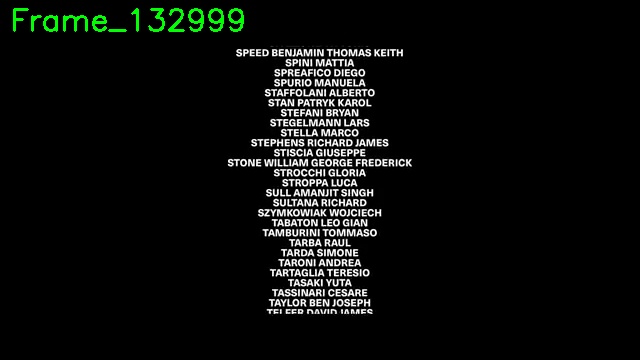 Frame_132999
SPEED BENJAMIN THOMAS KEITH
SPINI MATTIA
SPREAFICO DIEGO
SPURIO MANUELA
STAFFOLANI ALBERTO
STAN PATRYK KAROL
STEFANI BRYAN
STEGELMANN LARS
STELLA MARCO
STEPHENS RICHARD JAMES
STISCIA GIUSEPPE
STONE WILLIAM GEORGE FREDERICK
STROCCHI GLORIA
STROPPA LUCA
SULL AMANJIT SINGH
SULTANA RICHARD
SZYMKOWIAK WOJCIECH
TABATON LEO GIAN
TAMBURINI TOMMASO
TARBA RAUL
TARDA SIMONE
TARONI ANDREA
TARTAGLIA TERESIO
TASAKI YUTA
TASSINARI CESARE
TAYLOR BEN JOSEPH
TELFER DAVID JAMES